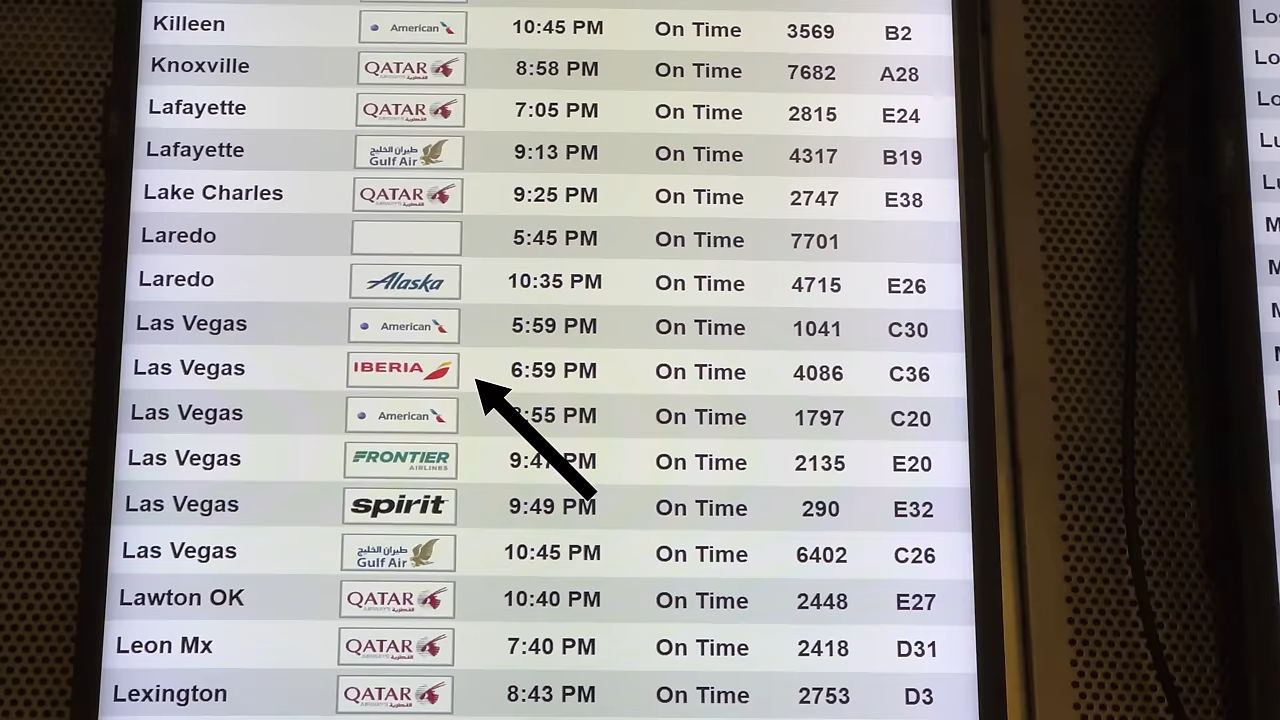 Killeen American 10:45 PM On Time 3569 B2
Knoxville QATAR 8:58 PM On Time 7682 A28
Lafayette QATAR 7:05 PM On Time 2815 E24
Lafayette طيران الخليج Gulf Air 9:13 PM On Time 4317 B19
Lake Charles QATAR 9:25 PM On Time 2747 E38
Laredo 5:45 PM On Time 7701
Laredo Alaska 10:35 PM On Time 4715 E26
Las Vegas American 5:59 PM On Time 1041 C30
Las Vegas IBERIA 6:59 PM On Time 4086 C36
Las Vegas American :55 PM On Time 1797 C20
Las Vegas FRONTIER AIRLINES 9:47 PM On Time 2135 E20
Las Vegas spirit 9:49 PM On Time 290 E32
Las Vegas طيران الخليج Gulf Air 10:45 PM On Time 6402 C26
Lawton OK QATAR 10:40 PM On Time 2448 E27
Leon Mx QATAR 7:40 PM On Time 2418 D31
Lexington QATAR 8:43 PM On Time 2753 D3